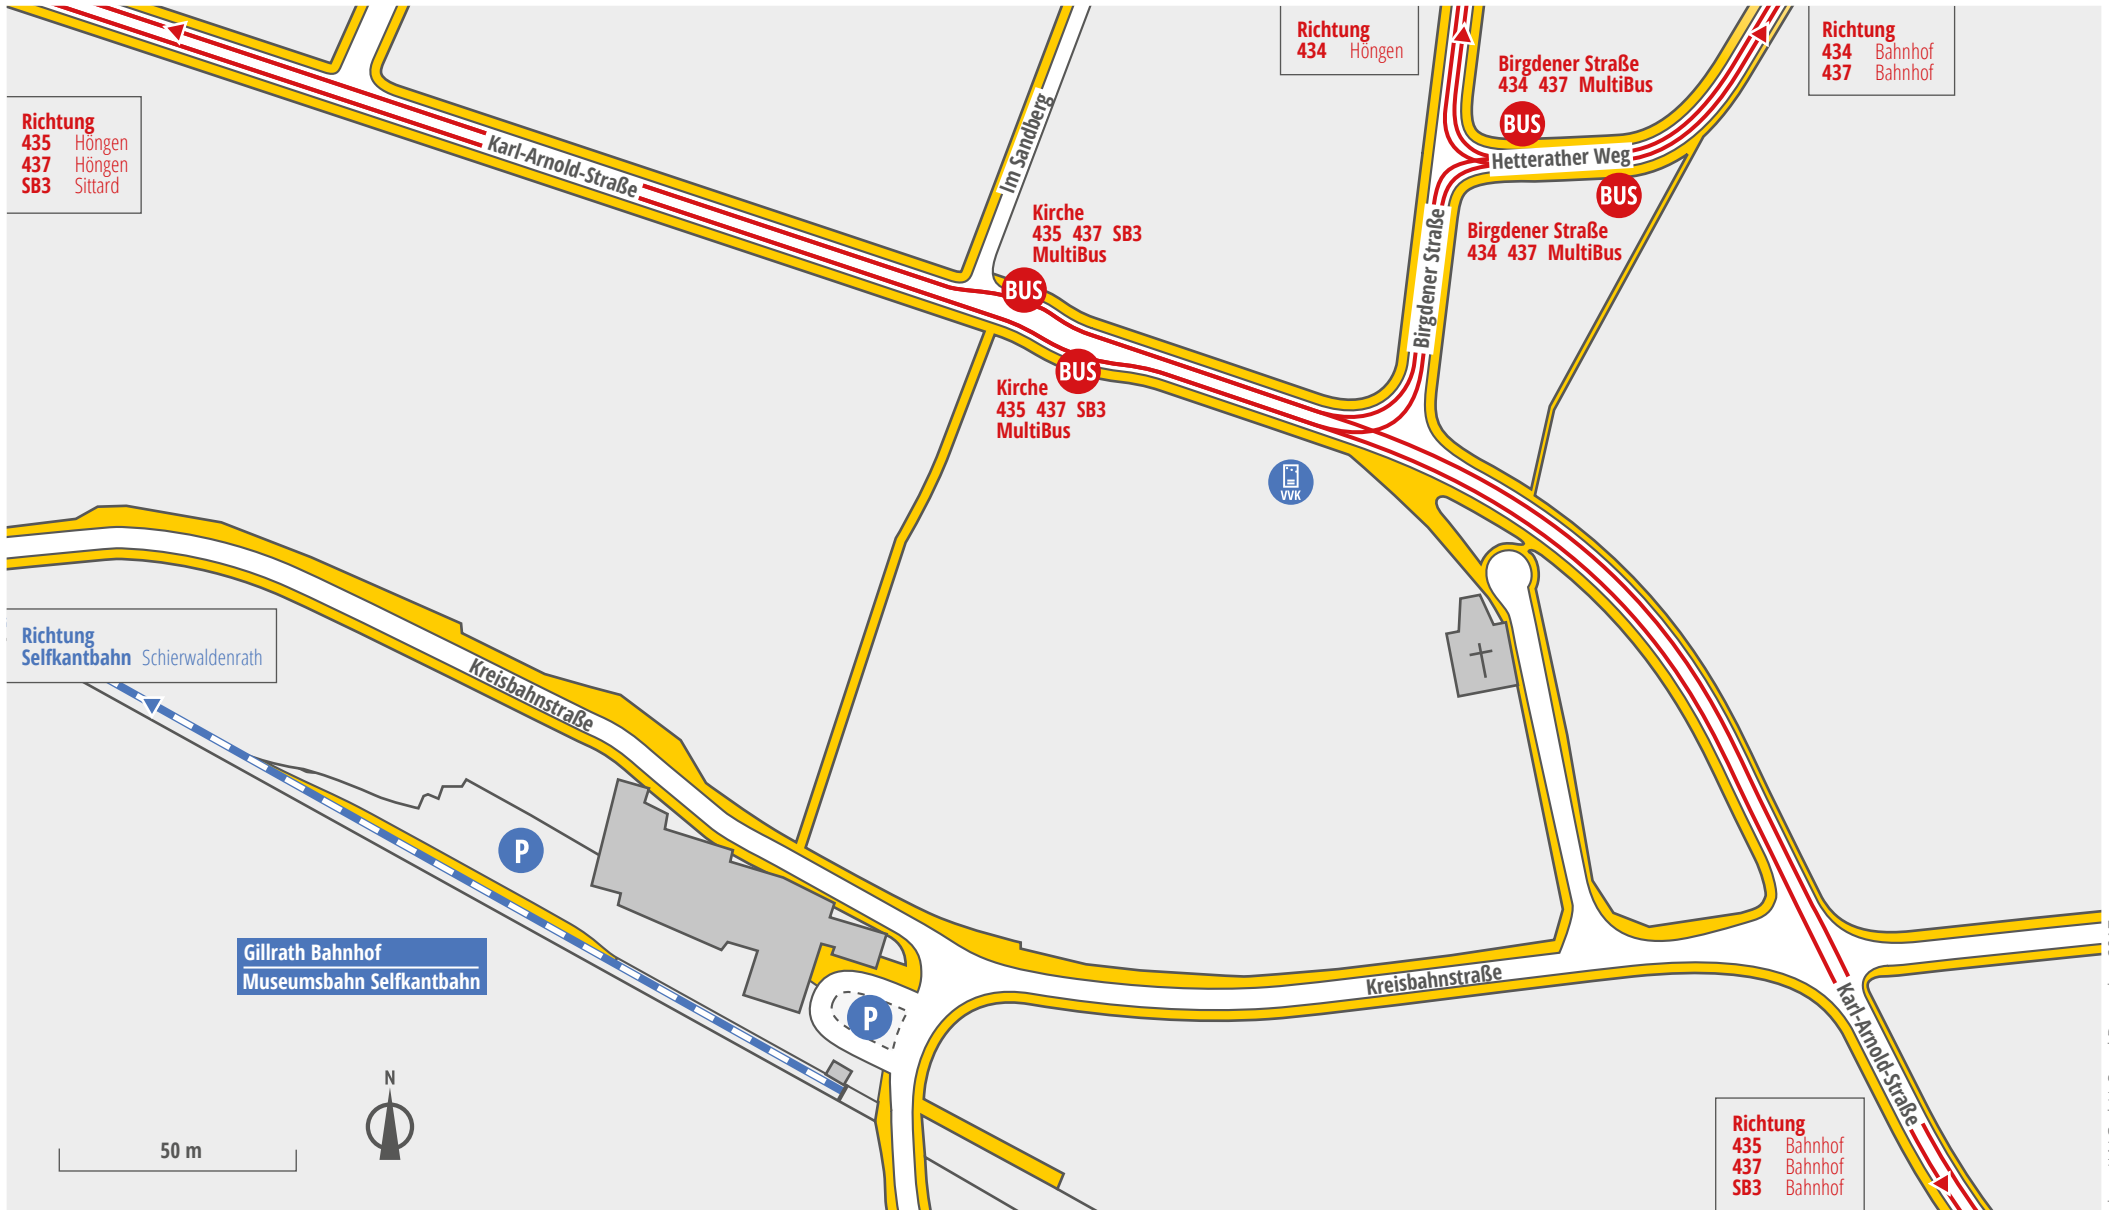 Richtung
434 Höngen
Richtung
434 Bahnhof
437 Bahnhof
Birgdener Straße
434 437 MultiBus
BUS
Hetterather Weg
BUS
Birgdener Straße
434 437 MultiBus
Birgdener Straße
Richtung
435 Höngen
437 Höngen
SB3 Sittard
Karl-Arnold-Straße
Im Sandberg
Kirche
435 437 SB3
MultiBus
BUS
BUS
Kirche
435 437 SB3
MultiBus
VVK
Richtung
Selfkantbahn Schierwaldenrath
Kreisbahnstraße
P
Gillrath Bahnhof
Museumsbahn Selfkantbahn
P
Kreisbahnstraße
Karl-Arnold-Straße
N
50 m
Richtung
435 Bahnhof
437 Bahnhof
SB3 Bahnhof